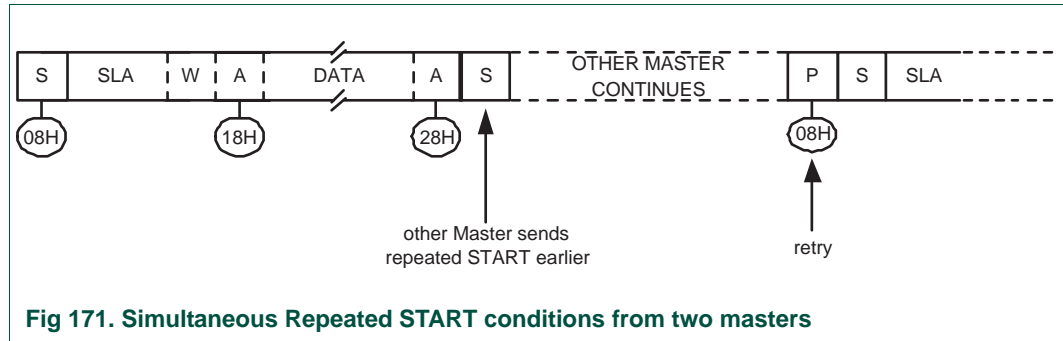 S SLA W A DATA A S OTHER MASTER CONTINUES P S SLA
08H 18H 28H 08H
other Master sends
repeated START earlier
retry
Fig 171. Simultaneous Repeated START conditions from two masters